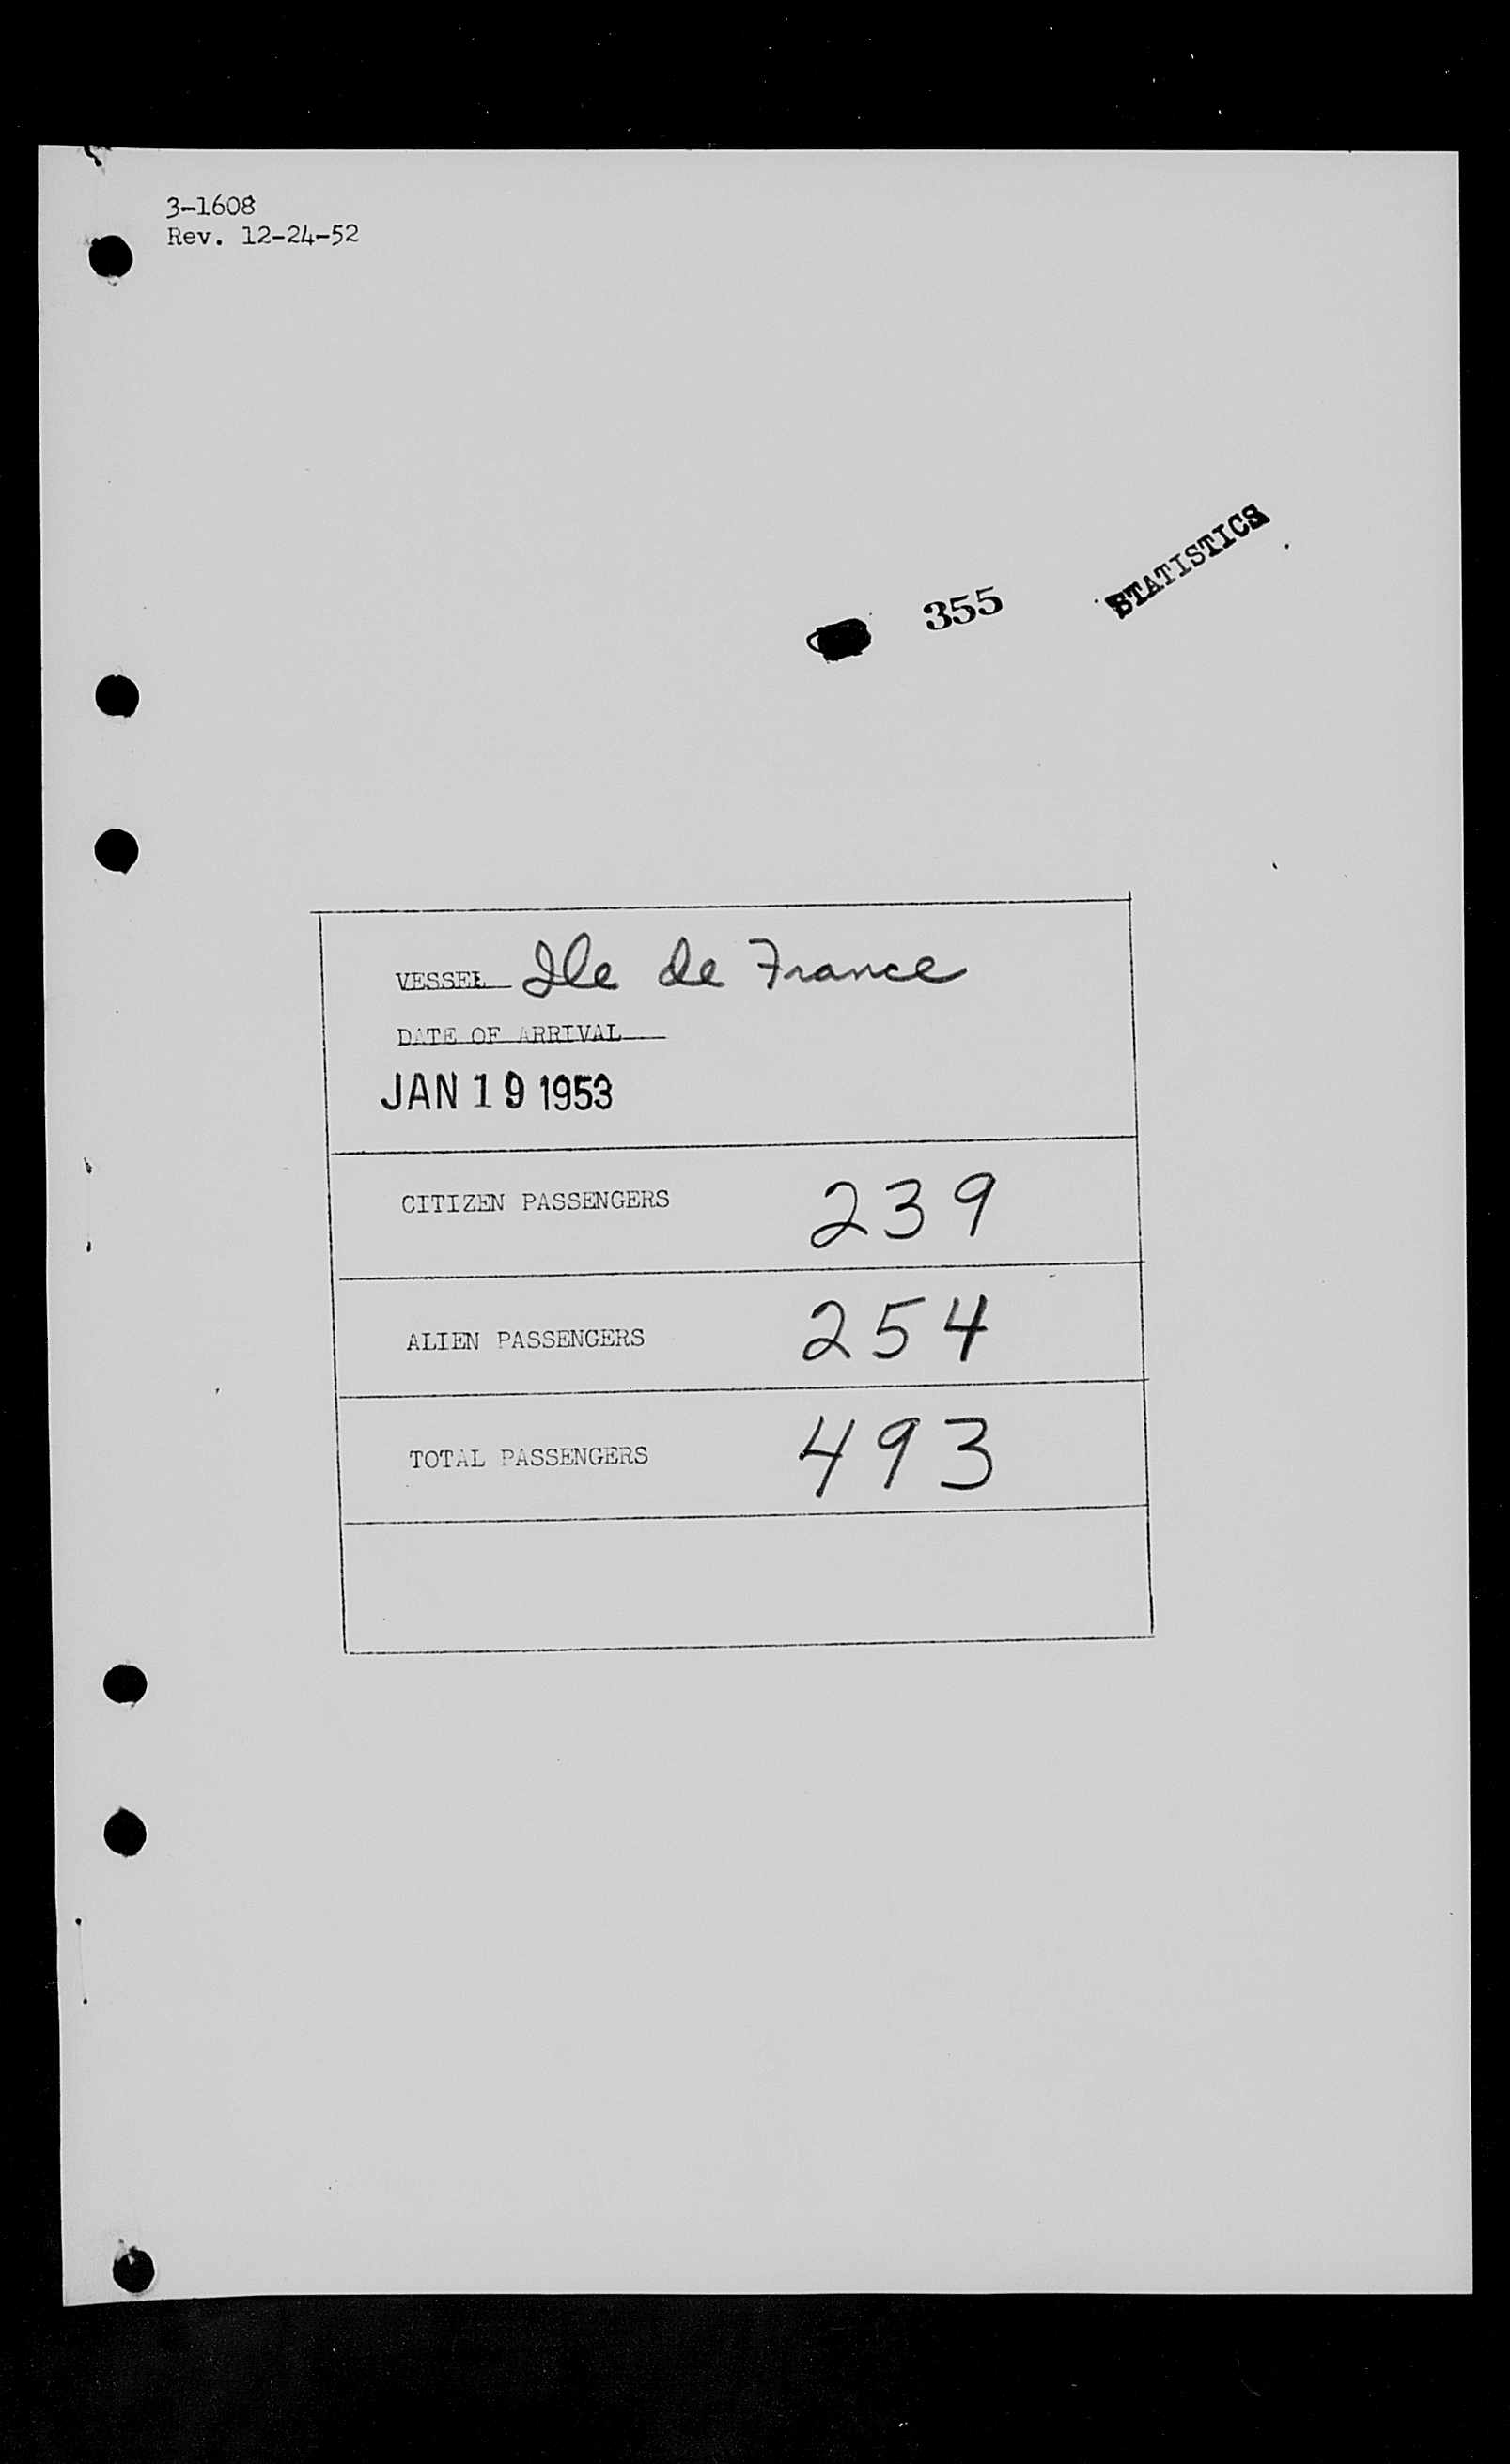 3-1608
Rev. 12-24-52
STATISTICS
355
VESSEL Ile de France
DATE OF ARRIVAL
JAN 19 1953
CITIZEN PASSENGERS 239
ALIEN PASSENGERS 254
TOTAL PASSENGERS 493